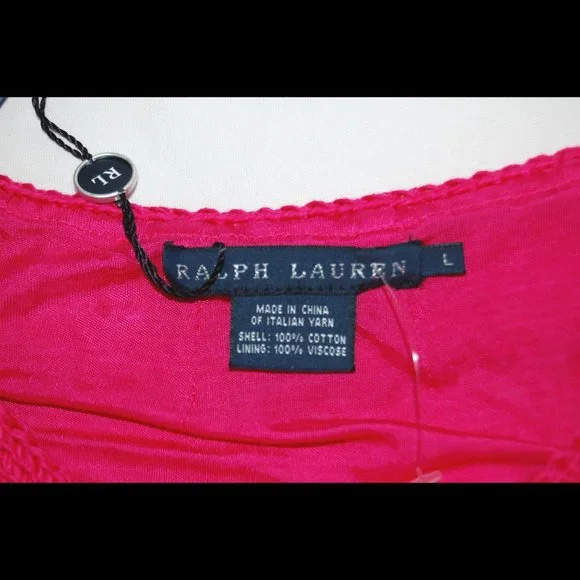 RL
RALPH LAUREN L
MADE IN CHINA
OF ITALIAN YARN
SHELL: 100% COTTON
LINING: 100% VISCOSE